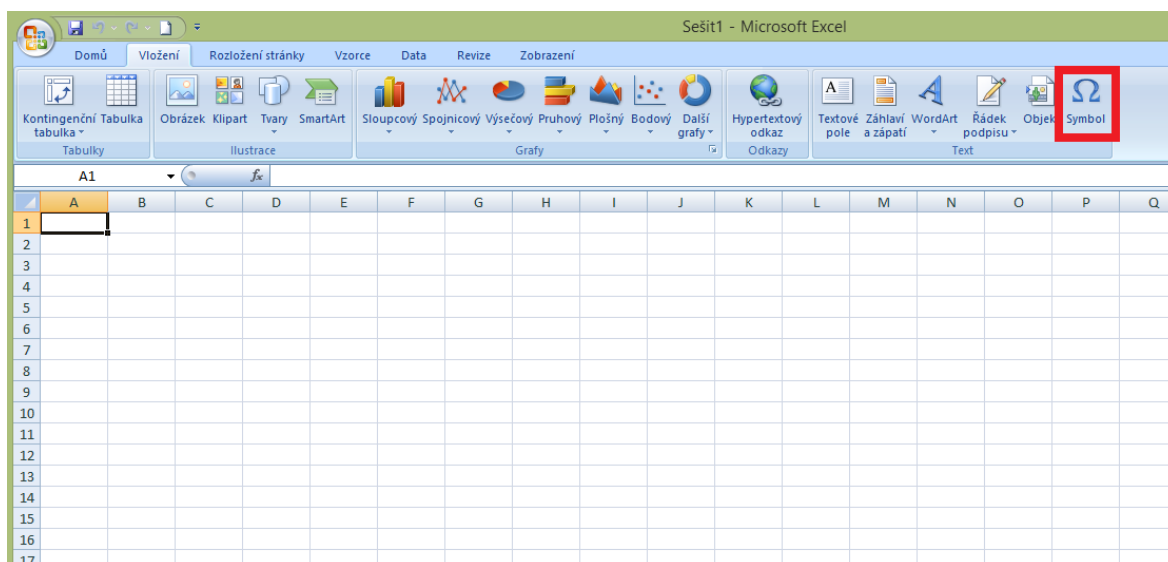 Sešit1 - Microsoft Excel
Domů Vložení Rozložení stránky Vzorce Data Revize Zobrazení
Kontingenční tabulka Tabulka Obrázek Klipart Tvary SmartArt Sloupcový Spojnicový Výsečový Pruhový Plošný Bodový Další grafy Hypertextový odkaz Textové pole Záhlaví a zápatí WordArt Řádek podpisu Objek Symbol
Tabulky Ilustrace Grafy Odkazy Text
A1 fx
A B C D E F G H I J K L M N O P Q
1
2
3
4
5
6
7
8
9
10
11
12
13
14
15
16
17